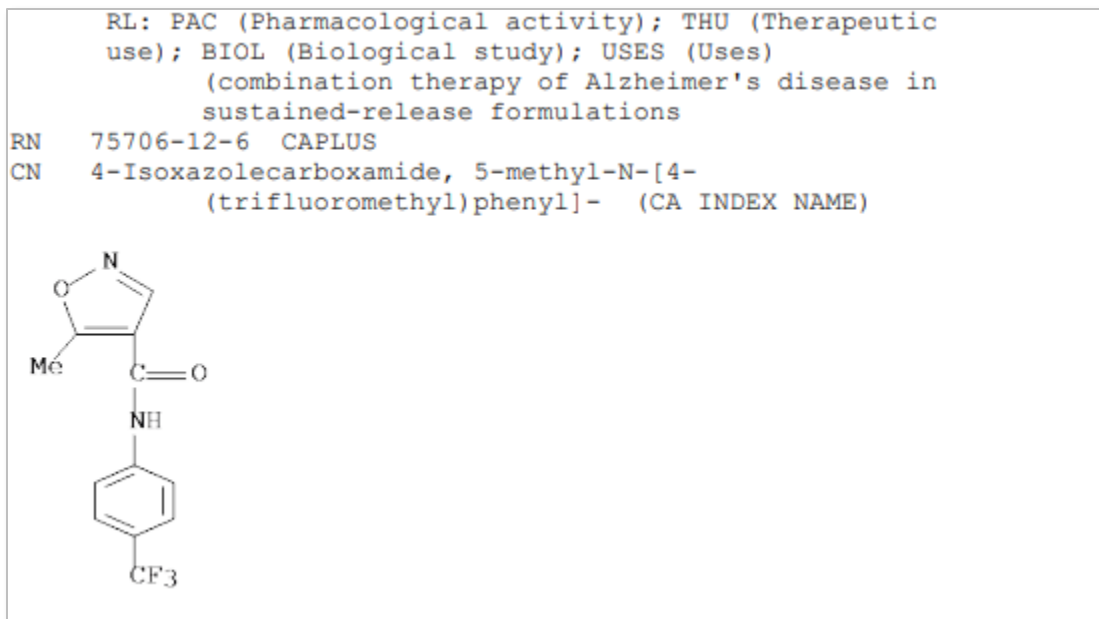 RL: PAC (Pharmacological activity); THU (Therapeutic
use); BIOL (Biological study); USES (Uses)
(combination therapy of Alzheimer's disease in
sustained-release formulations
RN 75706-12-6 CAPLUS
CN 4-Isoxazolecarboxamide, 5-methyl-N-[4-
(trifluoromethyl)phenyl]- (CA INDEX NAME)
N
O
Me
C O
NH
CF3